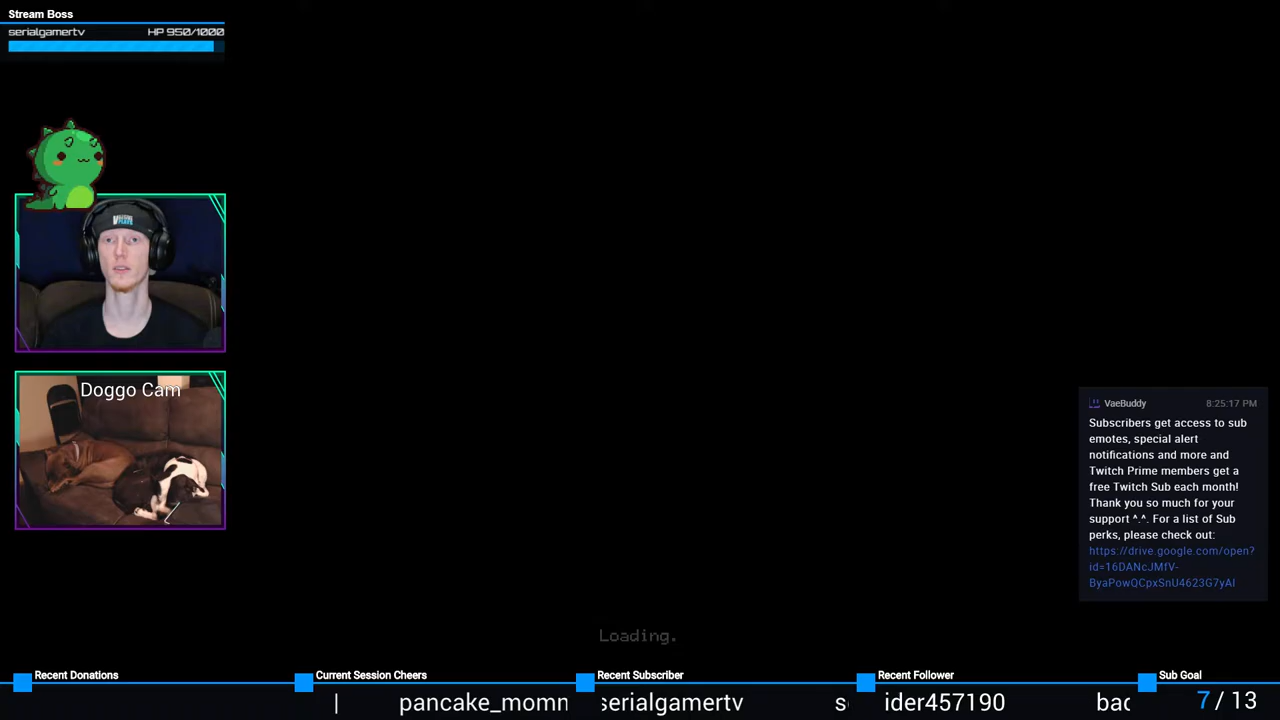 Stream Boss
serialgamertv HP 950/1000
Doggo Cam
VaeBuddy 8:25:17 PM
Subscribers get access to sub
emotes, special alert
notifications and more and
Twitch Prime members get a
free Twitch Sub each month!
Thank you so much for your
support ^.^. For a list of Sub
perks, please check out:
https://drive.google.com/open?
id=16DANcJMfV-
ByaPowQCpxSnU4623G7yAI
Loading.
Recent Donations
Current Session Cheers
| pancake_momn
Recent Subscriber
serialgamertv s
Recent Follower
ider457190 bac
Sub Goal
7 / 13